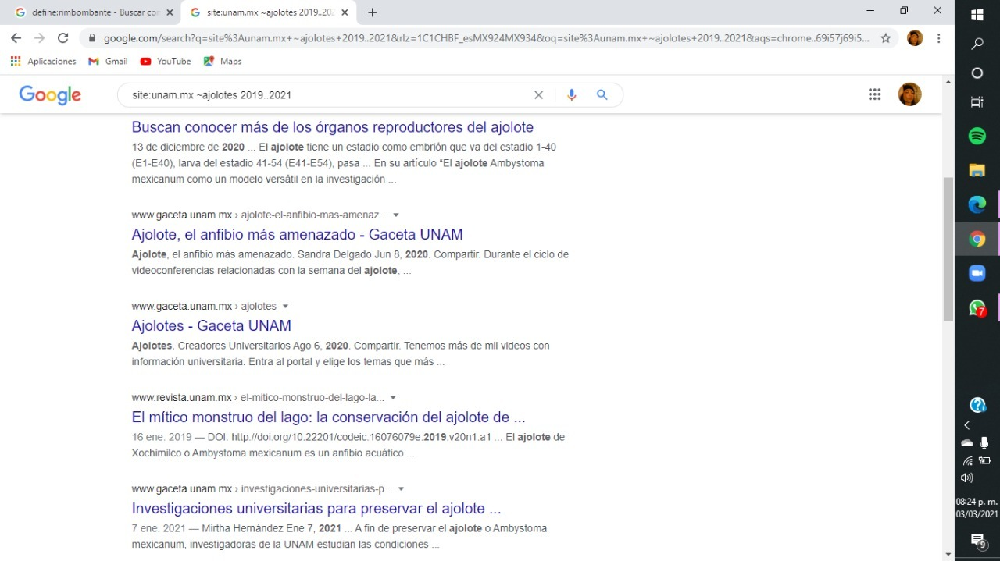 define:rimbombante - Buscar con
site:unam.mx ~ajolotes 2019..202
google.com/search?q=site%3Aunam.mx+~ajolotes+2019..2021&rlz=1C1CHBF_esMX924MX934&oq=site%3Aunam.mx+~ajolotes+2019..2021&aqs=chrome..69i57j69i5...
Aplicaciones Gmail YouTube Maps
Google
site:unam.mx ~ajolotes 2019..2021
Buscan conocer más de los órganos reproductores del ajolote
13 de diciembre de 2020 ... El ajolote tiene un estadio como embrión que va del estadio 1-40
(E1-E40), larva del estadio 41-54 (E41-E54), pasa ... En su artículo “El ajolote Ambystoma
mexicanum como un modelo versátil en la investigación ...
www.gaceta.unam.mx › ajolote-el-anfibio-mas-amenaz...
Ajolote, el anfibio más amenazado - Gaceta UNAM
Ajolote, el anfibio más amenazado. Sandra Delgado Jun 8, 2020. Compartir. Durante el ciclo de
videoconferencias relacionadas con la semana del ajolote, ...
www.gaceta.unam.mx › ajolotes
Ajolotes - Gaceta UNAM
Ajolotes. Creadores Universitarios Ago 6, 2020. Compartir. Tenemos más de mil videos con
información universitaria. Entra al portal y elige los temas que más ...
www.revista.unam.mx › el-mitico-monstruo-del-lago-la...
El mítico monstruo del lago: la conservación del ajolote de ...
16 ene. 2019 — DOI: http://doi.org/10.22201/codeic.16076079e.2019.v20n1.a1 ... El ajolote de
Xochimilco o Ambystoma mexicanum es un anfibio acuático ...
www.gaceta.unam.mx › investigaciones-universitarias-p...
Investigaciones universitarias para preservar el ajolote ...
7 ene. 2021 — Mirtha Hernández Ene 7, 2021 ... A fin de preservar el ajolote o Ambystoma
mexicanum, investigadoras de la UNAM estudian las condiciones ...
7
08:24 p. m.
03/03/2021
9